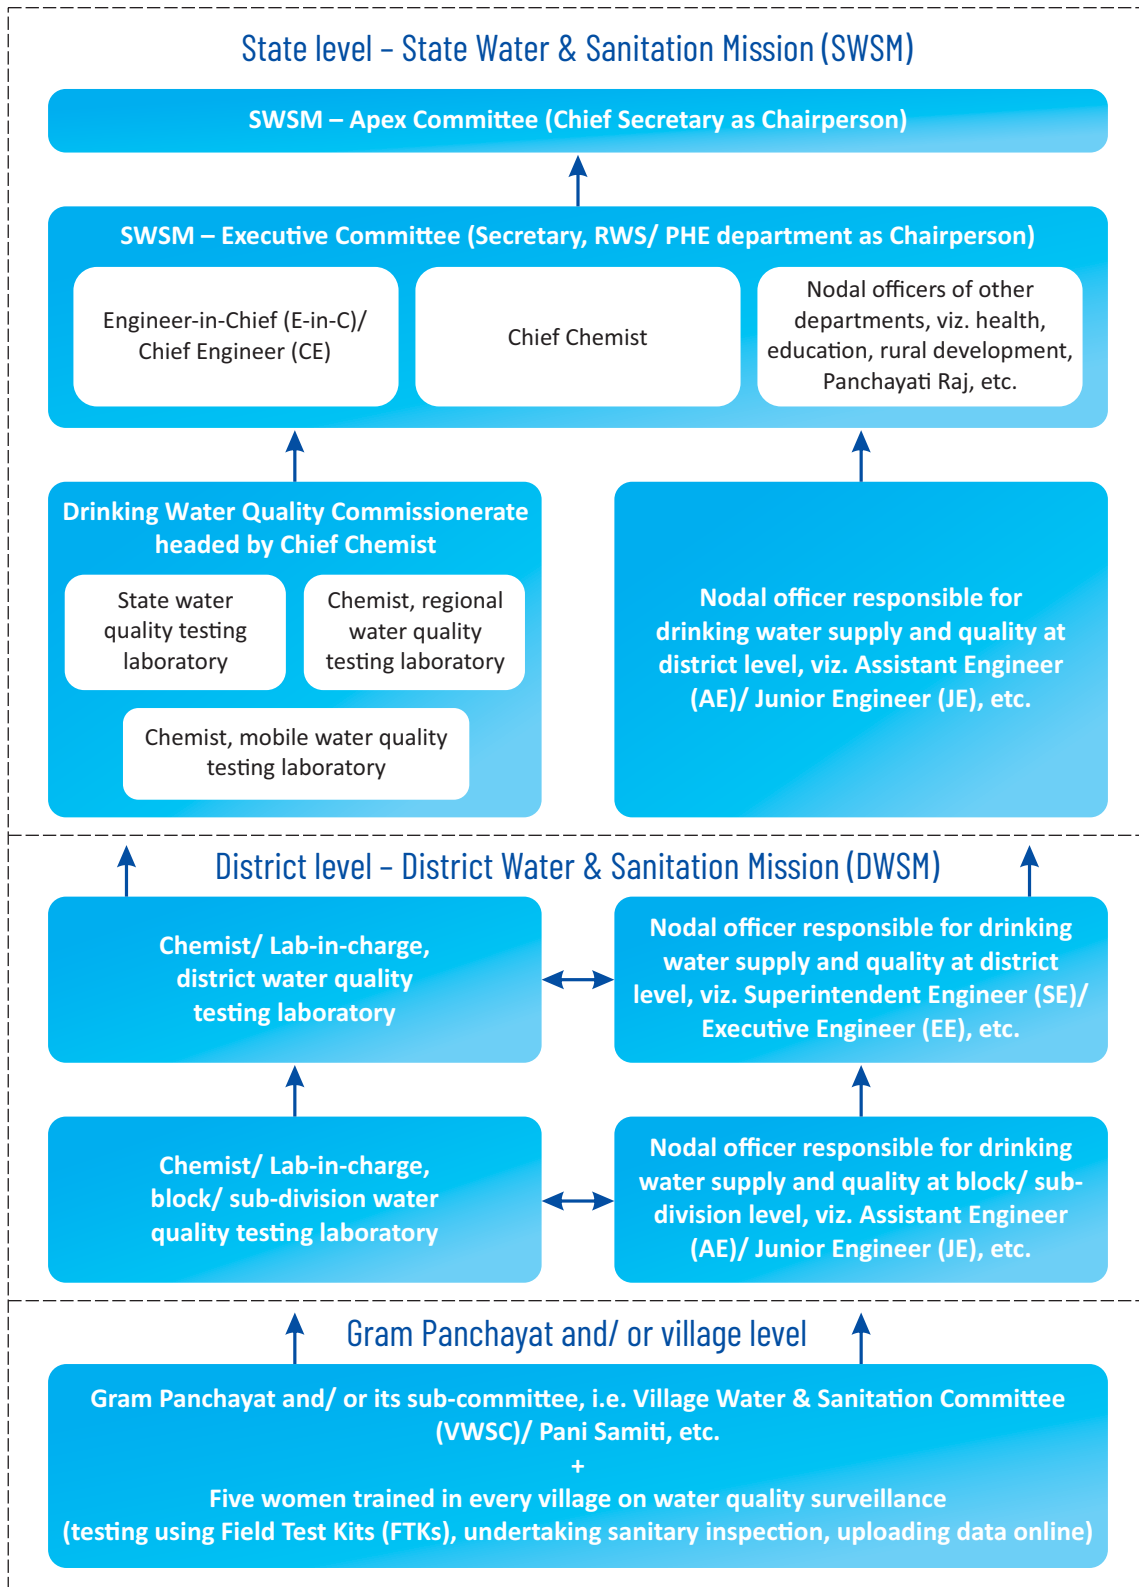 State level – State Water & Sanitation Mission (SWSM)
SWSM – Apex Committee (Chief Secretary as Chairperson)
SWSM – Executive Committee (Secretary, RWS/ PHE department as Chairperson)
Engineer-in-Chief (E-in-C)/
Chief Engineer (CE)
Chief Chemist
Nodal officers of other
departments, viz. health,
education, rural development,
Panchayati Raj, etc.
Drinking Water Quality Commissionerate
headed by Chief Chemist
State water
quality testing
laboratory
Chemist, regional
water quality
testing laboratory
Chemist, mobile water quality
testing laboratory
Nodal officer responsible for
drinking water supply and quality at
district level, viz. Assistant Engineer
(AE)/ Junior Engineer (JE), etc.
District level – District Water & Sanitation Mission (DWSM)
Chemist/ Lab-in-charge,
district water quality
testing laboratory
Nodal officer responsible for drinking
water supply and quality at district
level, viz. Superintendent Engineer (SE)/
Executive Engineer (EE), etc.
Chemist/ Lab-in-charge,
block/ sub-division water
quality testing laboratory
Nodal officer responsible for drinking
water supply and quality at block/ sub-
division level, viz. Assistant Engineer
(AE)/ Junior Engineer (JE), etc.
Gram Panchayat and/ or village level
Gram Panchayat and/ or its sub-committee, i.e. Village Water & Sanitation Committee
(VWSC)/ Pani Samiti, etc.
+
Five women trained in every village on water quality surveillance
(testing using Field Test Kits (FTKs), undertaking sanitary inspection, uploading data online)